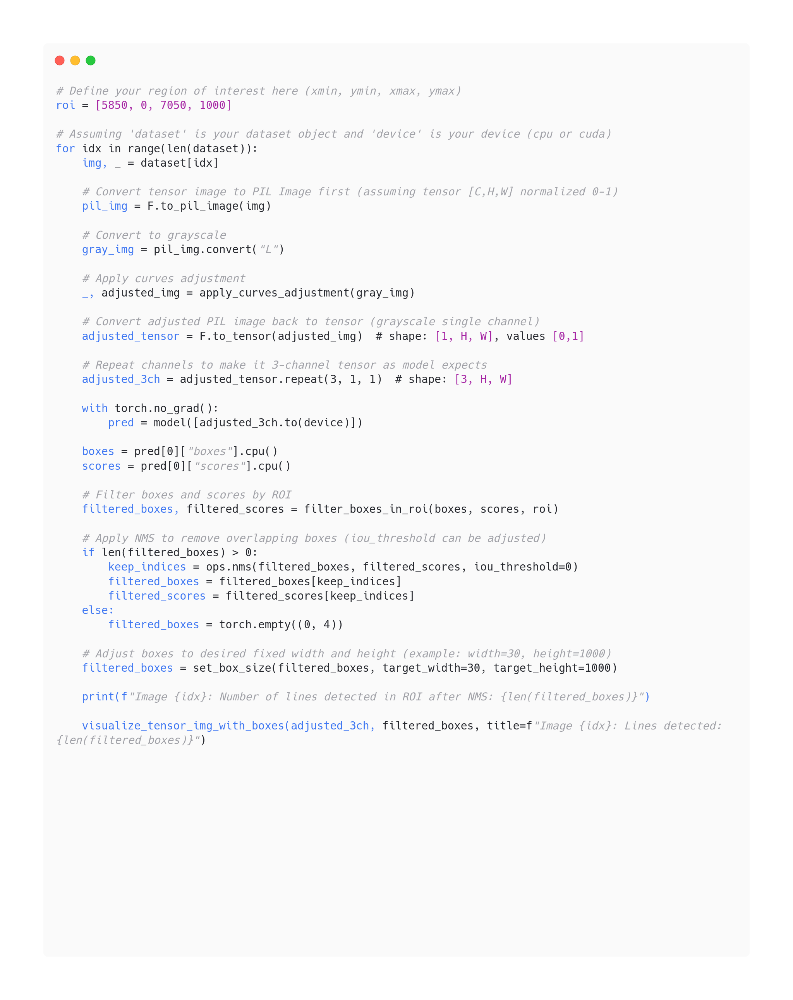 # Define your region of interest here (xmin, ymin, xmax, ymax)
roi = [5850, 0, 7050, 1000]

# Assuming 'dataset' is your dataset object and 'device' is your device (cpu or cuda)
for idx in range(len(dataset)):
    img, _ = dataset[idx]

    # Convert tensor image to PIL Image first (assuming tensor [C,H,W] normalized 0-1)
    pil_img = F.to_pil_image(img)

    # Convert to grayscale
    gray_img = pil_img.convert("L")

    # Apply curves adjustment
    _, adjusted_img = apply_curves_adjustment(gray_img)

    # Convert adjusted PIL image back to tensor (grayscale single channel)
    adjusted_tensor = F.to_tensor(adjusted_img)  # shape: [1, H, W], values [0,1]

    # Repeat channels to make it 3-channel tensor as model expects
    adjusted_3ch = adjusted_tensor.repeat(3, 1, 1)  # shape: [3, H, W]

    with torch.no_grad():
        pred = model([adjusted_3ch.to(device)])

    boxes = pred[0]["boxes"].cpu()
    scores = pred[0]["scores"].cpu()

    # Filter boxes and scores by ROI
    filtered_boxes, filtered_scores = filter_boxes_in_roi(boxes, scores, roi)

    # Apply NMS to remove overlapping boxes (iou_threshold can be adjusted)
    if len(filtered_boxes) > 0:
        keep_indices = ops.nms(filtered_boxes, filtered_scores, iou_threshold=0)
        filtered_boxes = filtered_boxes[keep_indices]
        filtered_scores = filtered_scores[keep_indices]
    else:
        filtered_boxes = torch.empty((0, 4))

    # Adjust boxes to desired fixed width and height (example: width=30, height=1000)
    filtered_boxes = set_box_size(filtered_boxes, target_width=30, target_height=1000)

    print(f"Image {idx}: Number of lines detected in ROI after NMS: {len(filtered_boxes)}")

    visualize_tensor_img_with_boxes(adjusted_3ch, filtered_boxes, title=f"Image {idx}: Lines detected:
{len(filtered_boxes)}")